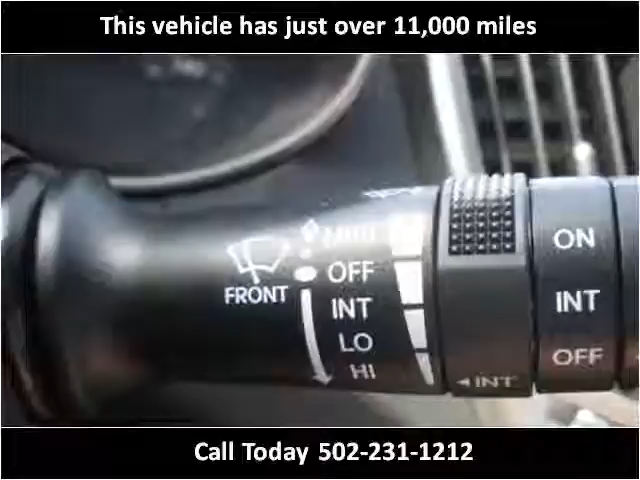 This vehicle has just over 11,000 miles
MIST
OFF
FRONT
INT
LO
HI
ON
INT
OFF
◄INT
Call Today 502-231-1212